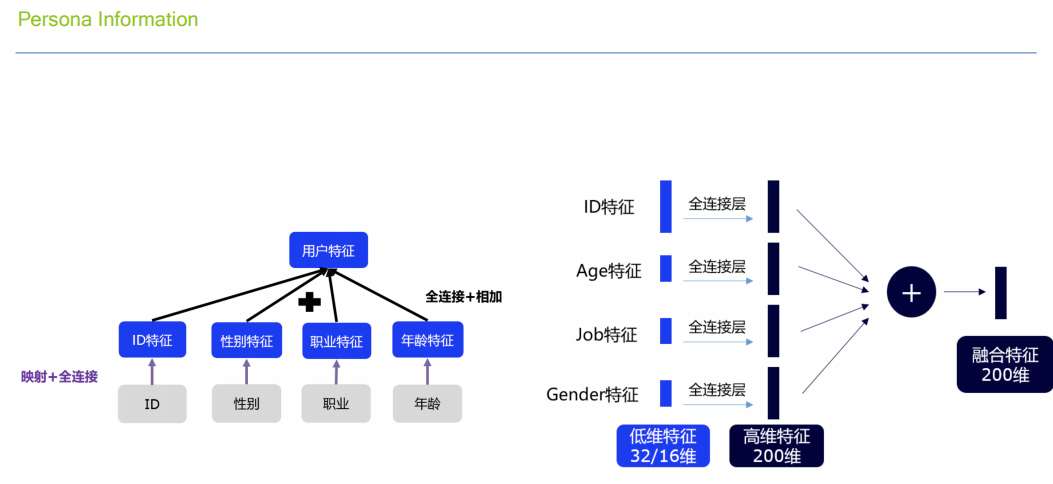 Persona Information
用户特征
全连接+相加
ID特征
性别特征
职业特征
年龄特征
映射+全连接
ID
性别
职业
年龄
ID特征
全连接层
Age特征
全连接层
Job特征
全连接层
Gender特征
全连接层
低维特征
32/16维
高维特征
200维
+
融合特征
200维